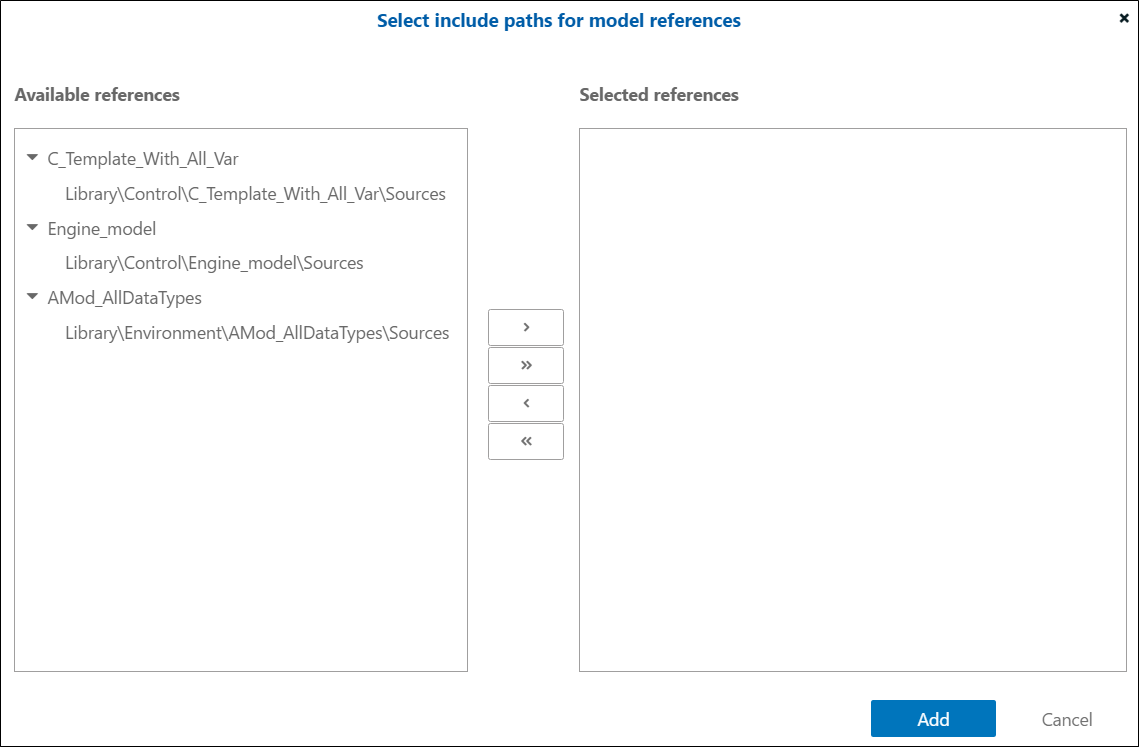 Select include paths for model references
Available references
Selected references
C_Template_With_All_Var
Library\Control\C_Template_With_All_Var\Sources
Engine_model
Library\Control\Engine_model\Sources
AMod_AllDataTypes
Library\Environment\AMod_AllDataTypes\Sources
›
»
‹
«
Add
Cancel